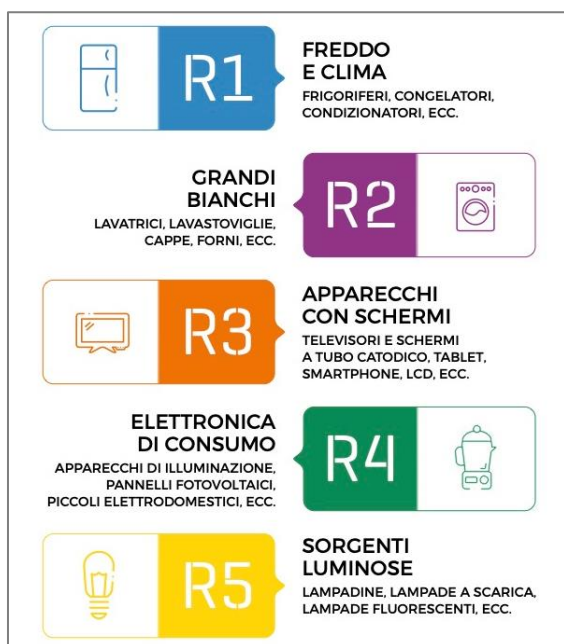 R1
FREDDO
E CLIMA
FRIGORIFERI, CONGELATORI,
CONDIZIONATORI, ECC.
GRANDI
BIANCHI
LAVATRICI, LAVASTOVIGLIE,
CAPPE, FORNI, ECC.
R2
R3
APPARECCHI
CON SCHERMI
TELEVISORI E SCHERMI
A TUBO CATODICO, TABLET,
SMARTPHONE, LCD, ECC.
ELETTRONICA
DI CONSUMO
APPARECCHI DI ILLUMINAZIONE,
PANNELLI FOTOVOLTAICI,
PICCOLI ELETTRODOMESTICI, ECC.
R4
R5
SORGENTI
LUMINOSE
LAMPADINE, LAMPADE A SCARICA,
LAMPADE FLUORESCENTI, ECC.